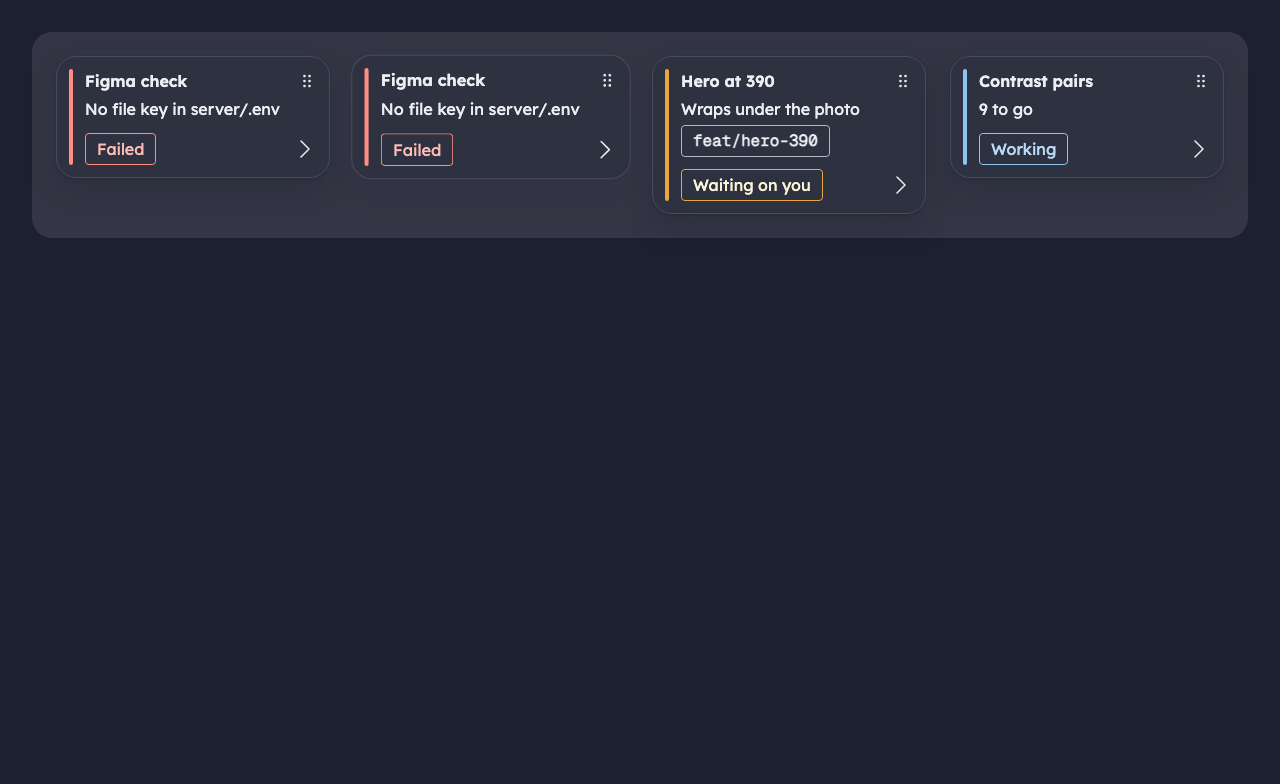 Figma check
No file key in server/.env
Failed
Figma check
No file key in server/.env
Failed
Hero at 390
Wraps under the photo
feat/hero-390
Waiting on you
Contrast pairs
9 to go
Working